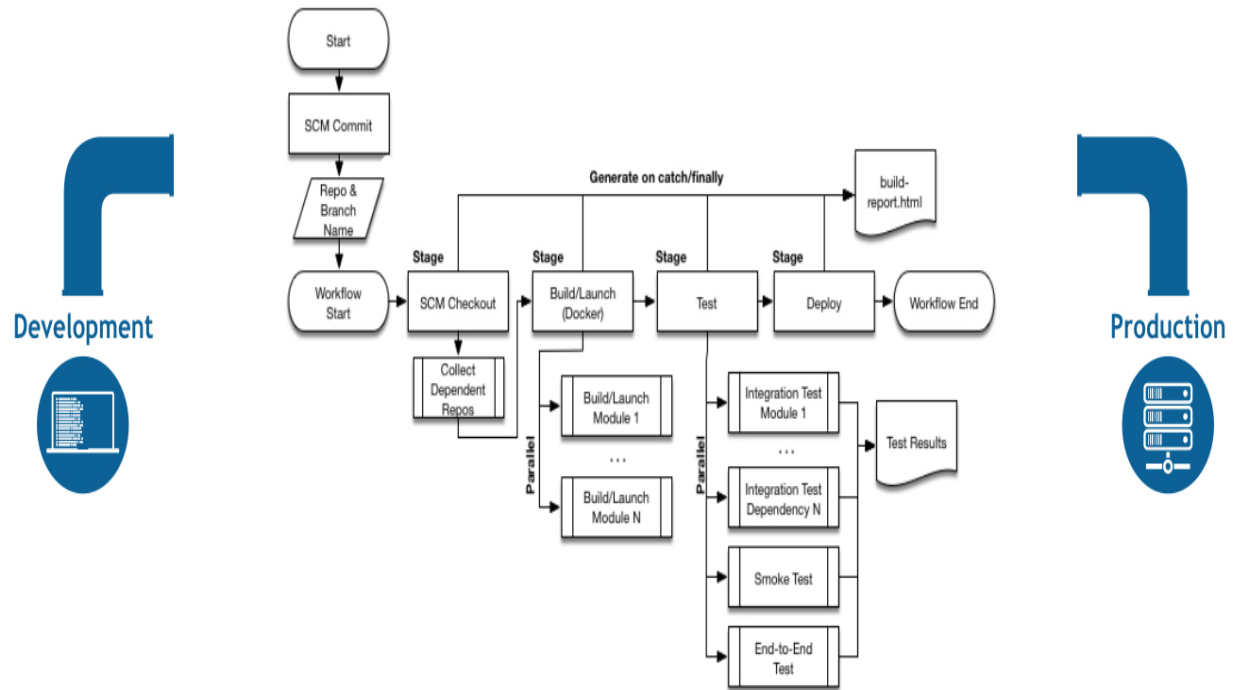 Start
SCM Commit
Repo &
Branch
Name
Generate on catch/finally
build-
report.html
Stage
Stage
Stage
Stage
Workflow
Start
SCM Checkout
Build/Launch
(Docker)
Test
Deploy
Workflow End
Development
Production
Collect
Dependent
Repos
Parallel
Build/Launch
Module 1
...
Build/Launch
Module N
Parallel
Integration Test
Module 1
...
Integration Test
Dependency N
Smoke Test
End-to-End
Test
Test Results